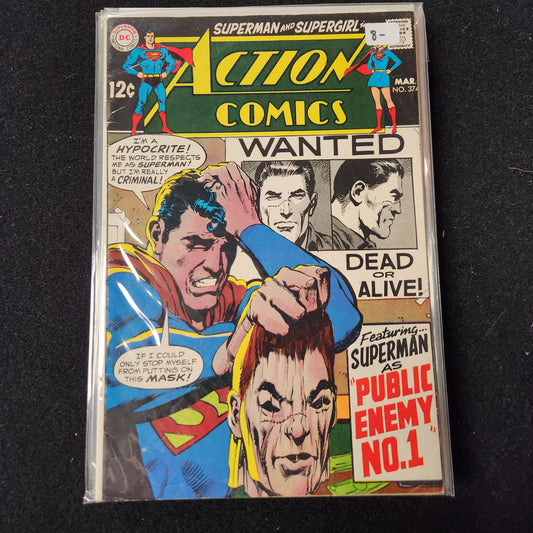 SUPERMAN AND SUPERGIRL
8-
SUPERMAN
DC
ACTION
COMICS
12¢
MAR.
NO. 374
I'M A
HYPOCRITE!
THE WORLD RESPECTS
ME AS SUPERMAN!
BUT I'M REALLY
A CRIMINAL!
WANTED
DEAD
OR
ALIVE!
IF I COULD
ONLY STOP MYSELF
FROM PUTTING ON
THIS MASK!
Featuring...
SUPERMAN
AS
"PUBLIC
ENEMY
NO.1"